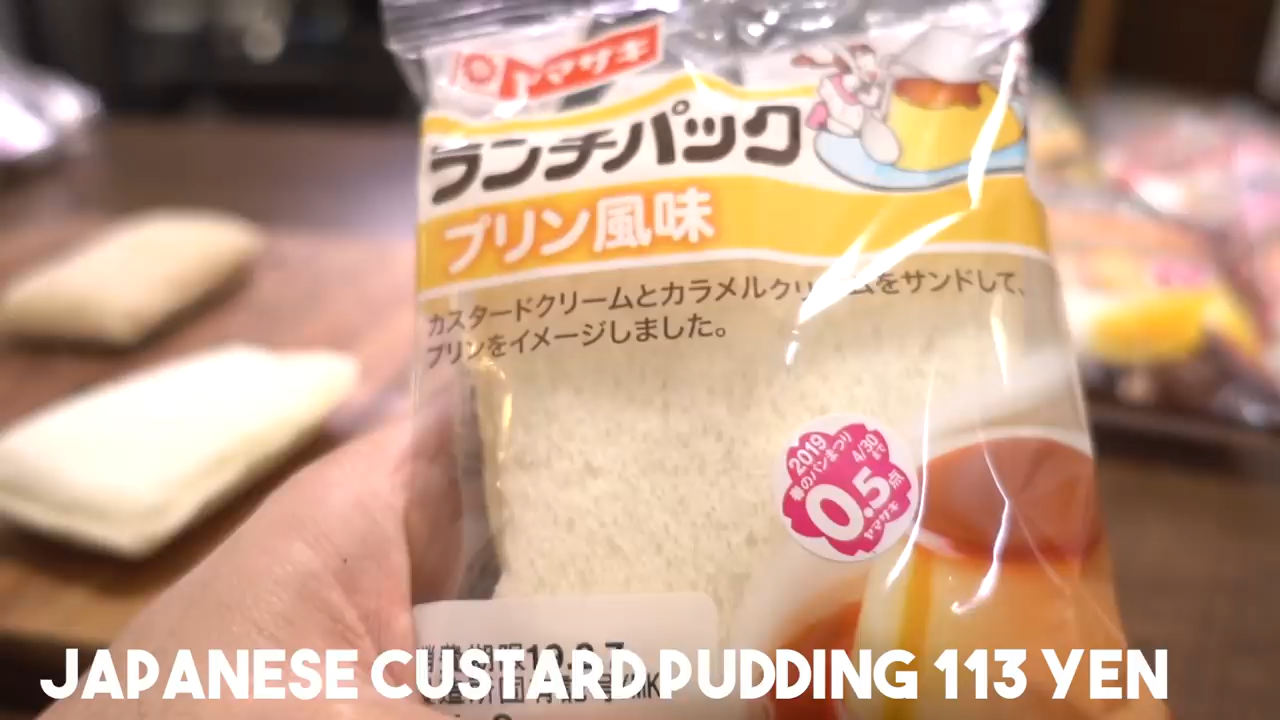 ヤマザキ
ランチパック
プリン風味
カスタードクリームとカラメルクリームをサンドして、
プリンをイメージしました。
2019
春のパンまつり
4/30まで
0.5点
ヤマザキ
JAPANESE CUSTARD PUDDING 113 YEN